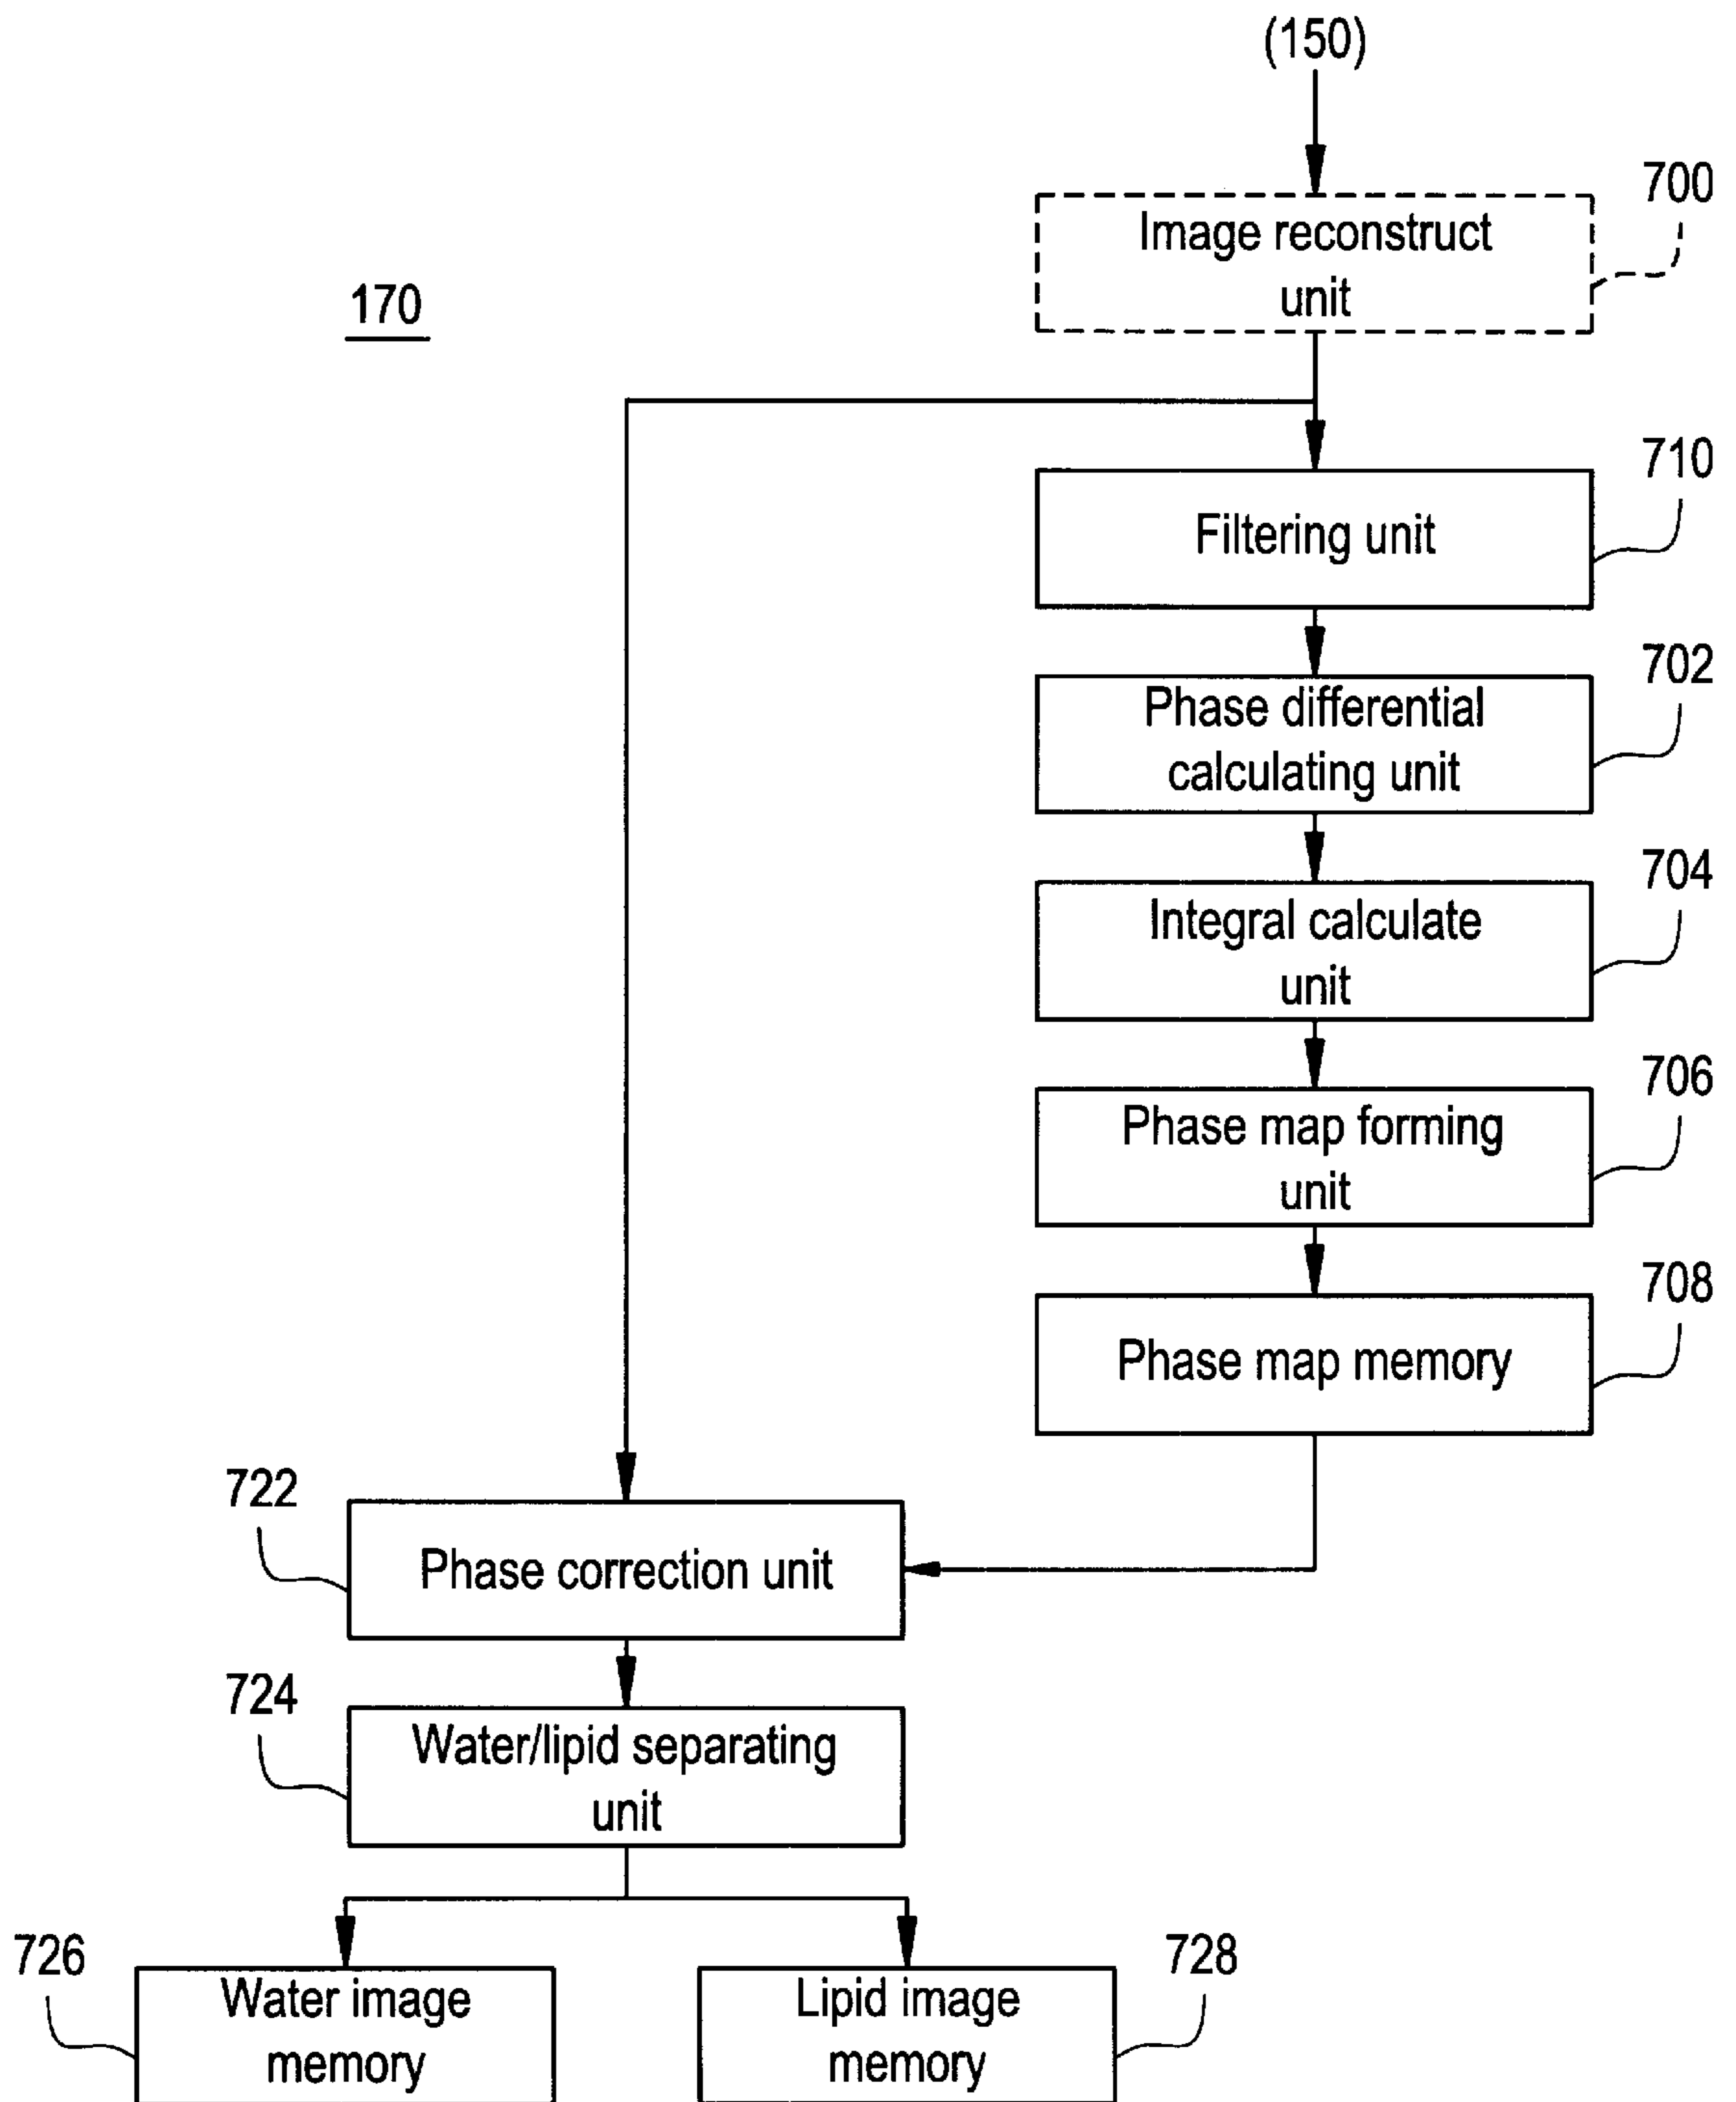 (150)
700
Image reconstruct
unit
170
710
Filtering unit
702
Phase differential
calculating unit
704
Integral calculate
unit
706
Phase map forming
unit
708
Phase map memory
722
Phase correction unit
724
Water/lipid separating
unit
726
Water image
memory
728
Lipid image
memory